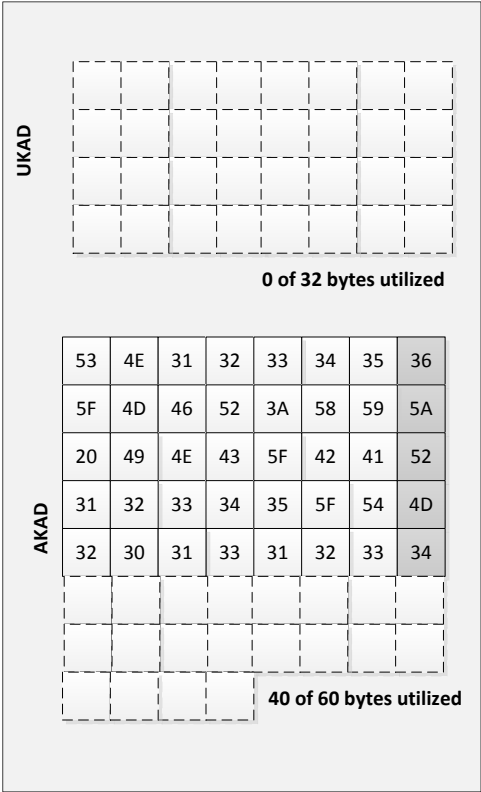 UKAD
0 of 32 bytes utilized
53 4E 31 32 33 34 35 36
5F 4D 46 52 3A 58 59 5A
20 49 4E 43 5F 42 41 52
31 32 33 34 35 5F 54 4D
32 30 31 33 31 32 33 34
AKAD
40 of 60 bytes utilized